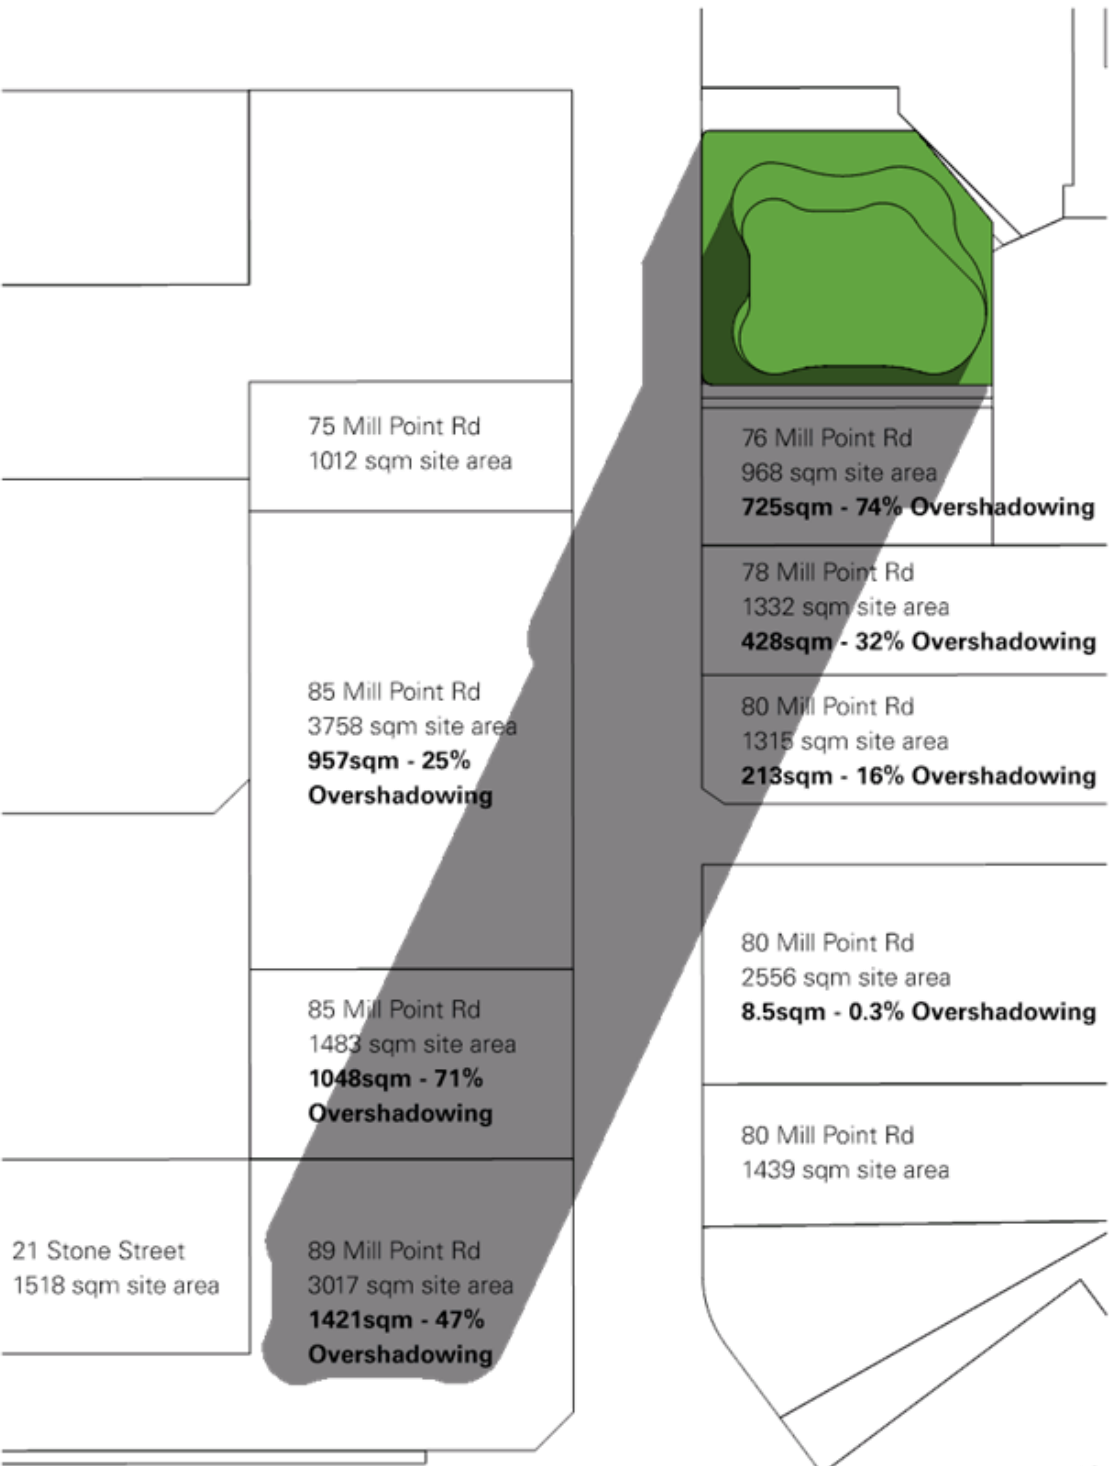 75 Mill Point Rd
1012 sqm site area
76 Mill Point Rd
968 sqm site area
725sqm - 74% Overshadowing
78 Mill Point Rd
1332 sqm site area
428sqm - 32% Overshadowing
85 Mill Point Rd
3758 sqm site area
957sqm - 25%
Overshadowing
80 Mill Point Rd
1315 sqm site area
213sqm - 16% Overshadowing
80 Mill Point Rd
2556 sqm site area
8.5sqm - 0.3% Overshadowing
85 Mill Point Rd
1483 sqm site area
1048sqm - 71%
Overshadowing
80 Mill Point Rd
1439 sqm site area
21 Stone Street
1518 sqm site area
89 Mill Point Rd
3017 sqm site area
1421sqm - 47%
Overshadowing